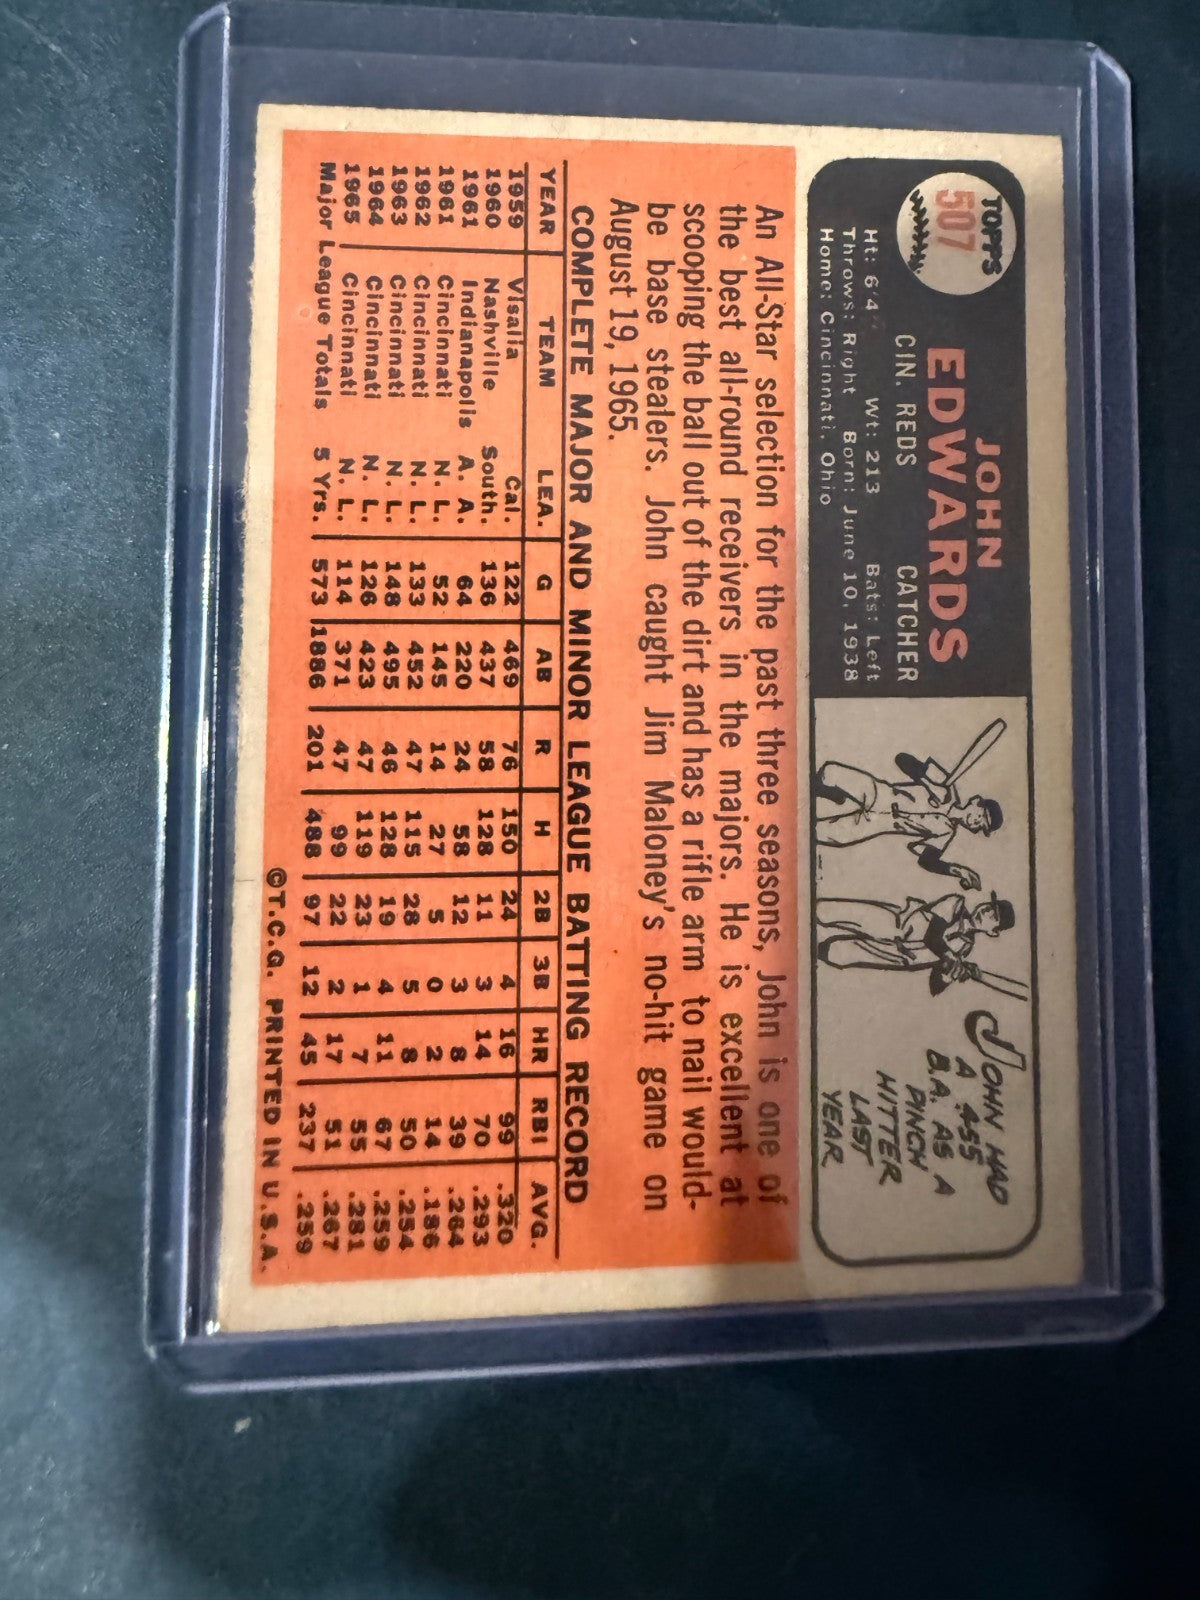 TOPPS
507
JOHN
EDWARDS
CIN. REDS CATCHER
Ht: 6'4" Wt: 213 Bats: Left
Throws: Right Born: June 10, 1938
Home: Cincinnati, Ohio
JOHN HAD
A .455
B.A. AS A
PINCH
HITTER
LAST
YEAR
An All-Star selection for the past three seasons, John is one of
the best all-round receivers in the majors. He is excellent at
scooping the ball out of the dirt and has a rifle arm to nail would-
be base stealers. John caught Jim Maloney's no-hit game on
August 19, 1965.
COMPLETE MAJOR AND MINOR LEAGUE BATTING RECORD
YEAR TEAM LEA. G AB R H 2B 3B HR RBI AVG.
1959 Visalia Cal. 122 469 76 150 24 4 16 99 .320
1960 Nashville South. 136 437 58 128 11 3 14 70 .293
1961 Indianapolis A. A. 64 220 24 58 12 3 8 39 .264
1961 Cincinnati N. L. 52 145 14 27 5 0 2 14 .186
1962 Cincinnati N. L. 133 452 47 115 28 5 8 50 .254
1963 Cincinnati N. L. 148 495 46 128 19 4 11 67 .259
1964 Cincinnati N. L. 126 423 47 119 23 1 7 55 .281
1965 Cincinnati N. L. 114 371 47 99 22 2 17 51 .267
Major League Totals 5 Yrs. 573 1886 201 488 97 12 45 237 .259
©T.C.G. PRINTED IN U.S.A.